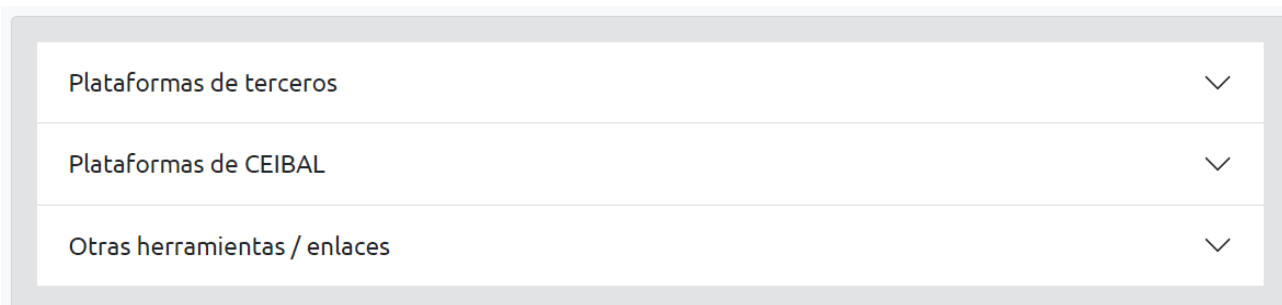 Plataformas de terceros
Plataformas de CEIBAL
Otras herramientas / enlaces